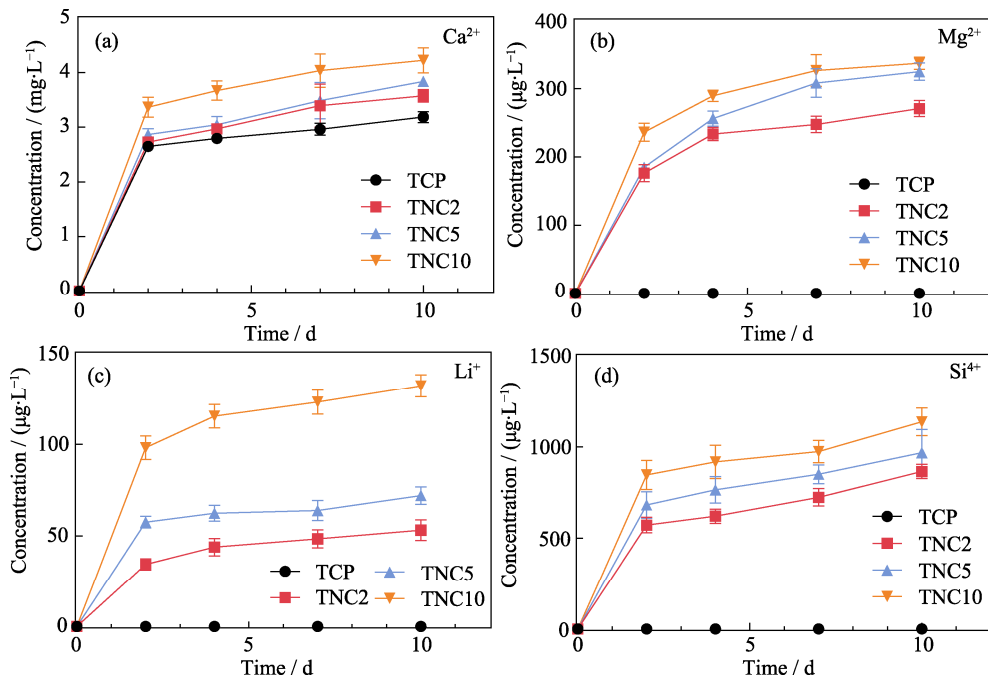 (a)
Ca²⁺
Concentration / (mg·L⁻¹)
5
4
3
2
1
0
TCP
TNC2
TNC5
TNC10
0
5
10
Time / d
(b)
Mg²⁺
Concentration / (μg·L⁻¹)
400
300
200
100
0
TCP
TNC2
TNC5
TNC10
0
5
10
Time / d
(c)
Li⁺
Concentration / (μg·L⁻¹)
150
100
50
0
TCP
TNC5
TNC2
TNC10
0
5
10
Time / d
(d)
Si⁴⁺
Concentration / (μg·L⁻¹)
1500
1000
500
0
TCP
TNC2
TNC5
TNC10
0
5
10
Time / d